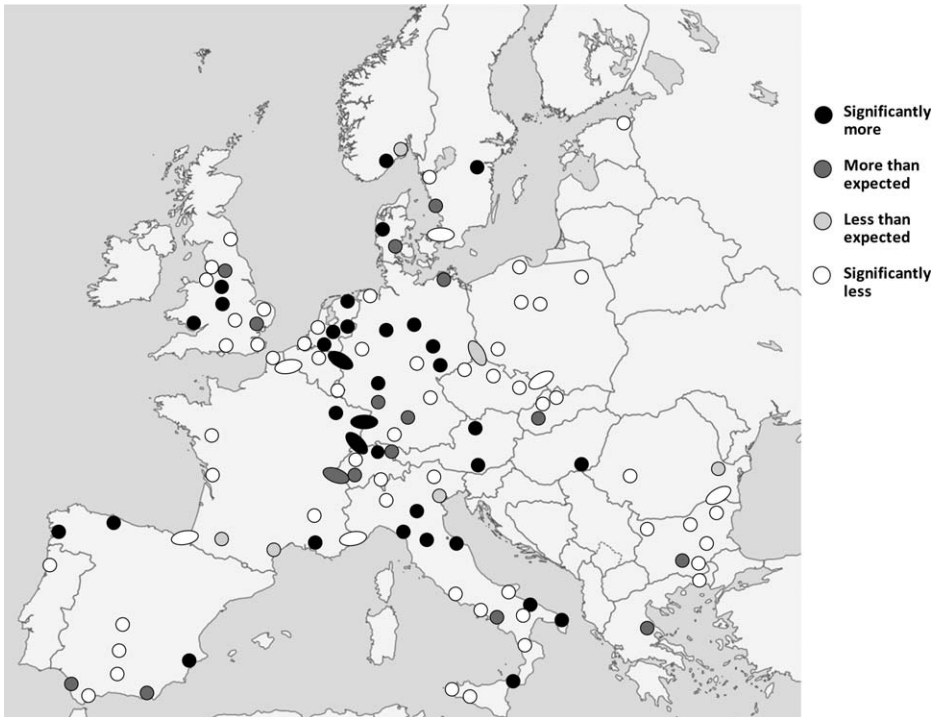 Significantly
more
More than
expected
Less than
expected
Significantly
less